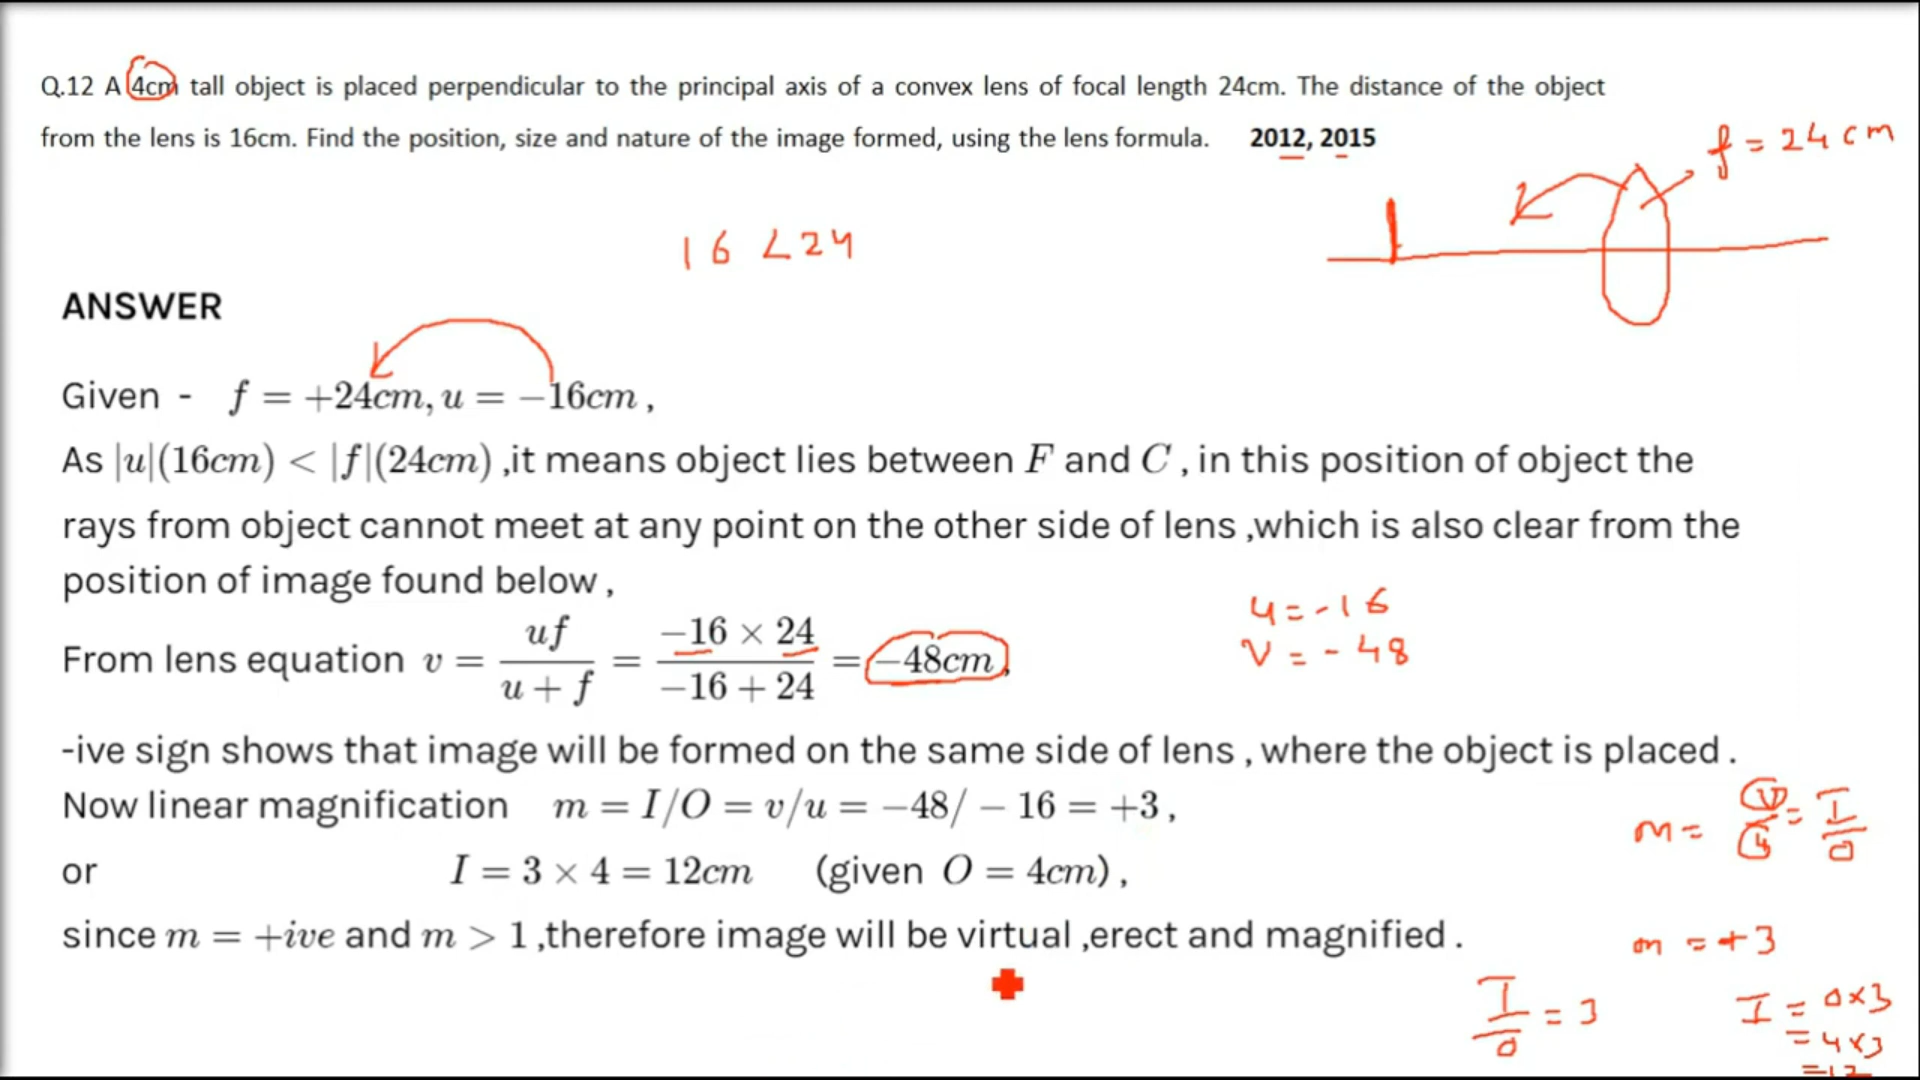 Q.12 A 4cm tall object is placed perpendicular to the principal axis of a convex lens of focal length 24cm. The distance of the object
from the lens is 16cm. Find the position, size and nature of the image formed, using the lens formula. 2012, 2015
f = 24 cm
16 < 24
ANSWER
Given - f = +24cm, u = −16cm ,
As |u|(16cm) < |f|(24cm) ,it means object lies between F and C , in this position of object the
rays from object cannot meet at any point on the other side of lens ,which is also clear from the
position of image found below ,
u = -16
v = - 48
From lens equation v = uf / u + f = −16 × 24 / −16 + 24 = −48cm,
-ive sign shows that image will be formed on the same side of lens , where the object is placed .
Now linear magnification m = I/O = v/u = −48/ − 16 = +3 ,
m = v/u = I/O
or I = 3 × 4 = 12cm (given O = 4cm) ,
since m = +ive and m > 1 ,therefore image will be virtual ,erect and magnified .
m = +3
I/O = 3
I = O×3
= 4×3
=12